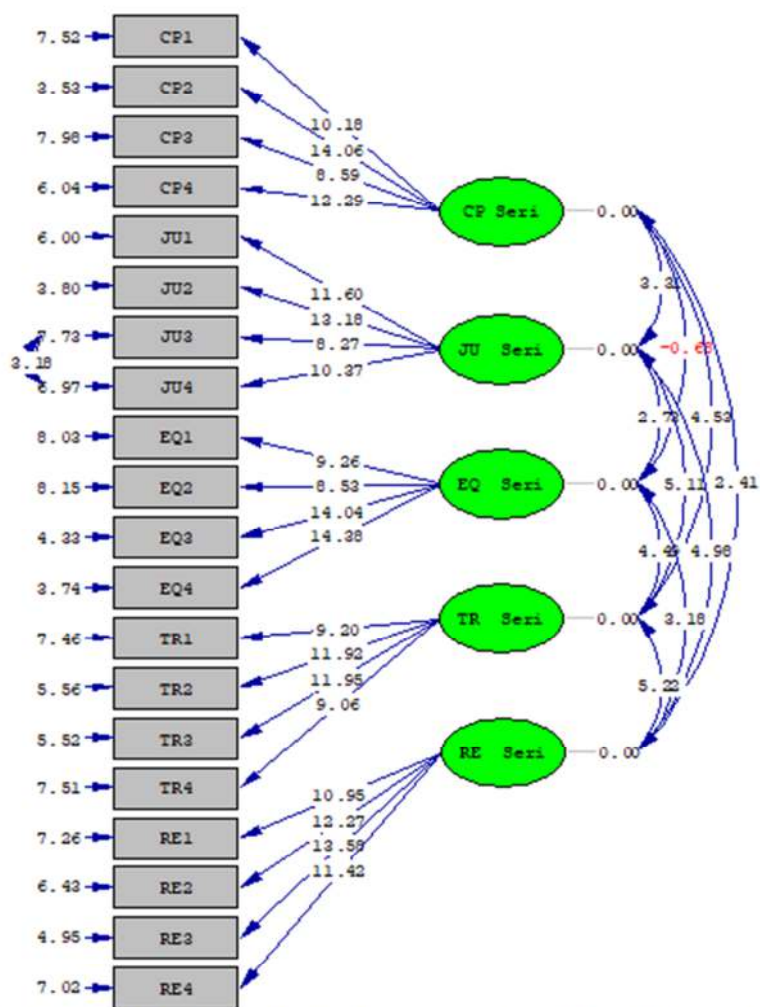 7.52 CP1
3.53 CP2
10.18
7.98 CP3
14.06
8.59
6.04 CP4
12.29
CP Seri 0.00
6.00 JU1
3.80 JU2
11.60
13.18
7.73 JU3
8.27
JU Seri 0.00 -0.68
3.18
6.97 JU4
10.37
4.53
8.03 EQ1
9.26
8.15 EQ2
8.53
EQ Seri 0.00 5.11 2.41
14.04
4.33 EQ3
14.38
4.98
3.74 EQ4
7.46 TR1
9.20
TR Seri 0.00 3.18
11.92
5.56 TR2
11.95
9.06
5.22
5.52 TR3
RE Seri 0.00
7.51 TR4
10.95
7.26 RE1
12.27
13.58
11.42
6.43 RE2
4.95 RE3
7.02 RE4